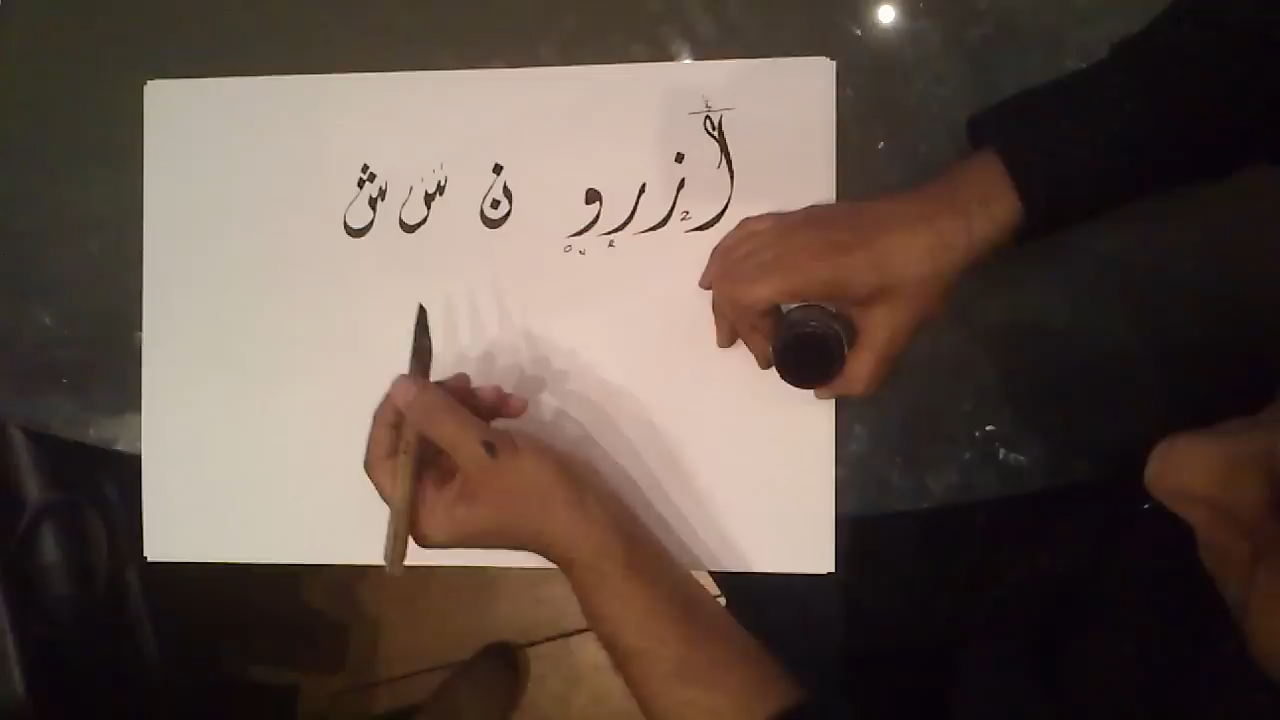 أ ز ر و ن س ش